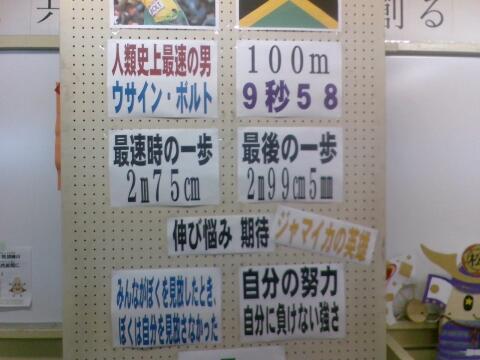 創る
人類史上最速の男
ウサイン・ボルト
100m
9秒58
最速時の一歩
2m75cm
最後の一歩
2m99cm5mm
伸び悩み
期待
ジャマイカの英雄
みんながぼくを見放したとき、
ぼくは自分を見放さなかった
自分の努力
自分に負けない強さ